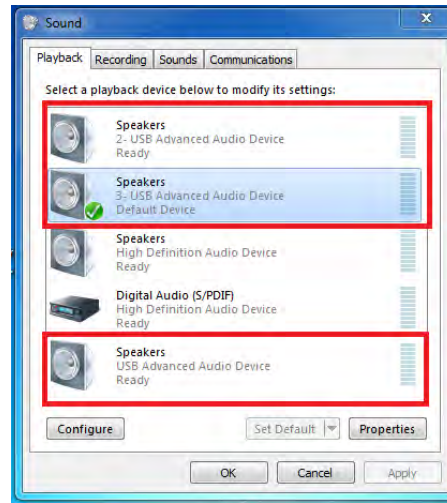 Sound
Playback Recording Sounds Communications
Select a playback device below to modify its settings:
Speakers
2- USB Advanced Audio Device
Ready
Speakers
3- USB Advanced Audio Device
Default Device
Speakers
High Definition Audio Device
Ready
Digital Audio (S/PDIF)
High Definition Audio Device
Ready
Speakers
USB Advanced Audio Device
Ready
Configure Set Default Properties
OK Cancel Apply